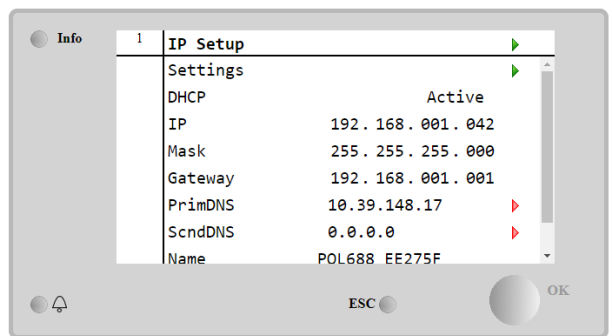 Info
1 IP Setup
Settings
DHCP Active
IP 192.168.001.042
Mask 255.255.255.000
Gateway 192.168.001.001
PrimDNS 10.39.148.17
ScndDNS 0.0.0.0
Name POL688_EE275F
ESC
OK